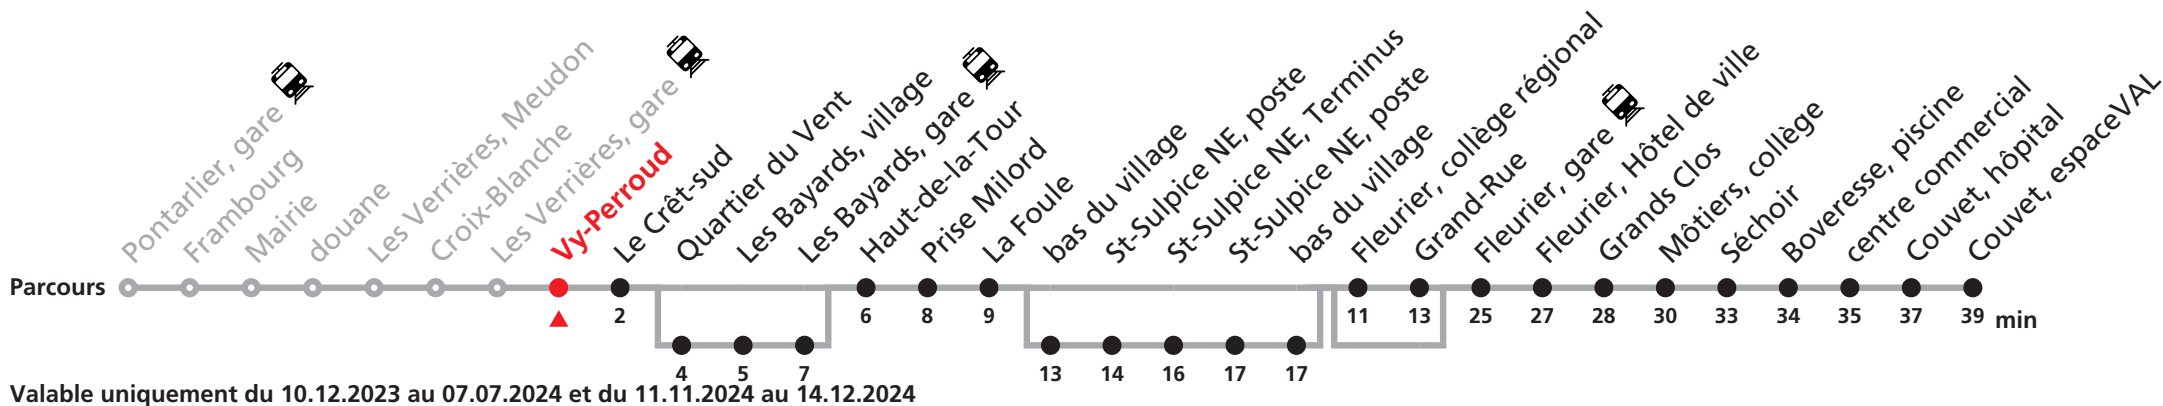 Pontarlier, gare
Frambourg
Mairie
douane
Les Verrières, Meudon
Croix-Blanche
Les Verrières, gare
Vy-Perroud
Le Crêt-sud
Quartier du Vent
Les Bayards, village
Les Bayards, gare
Haut-de-la-Tour
Prise Milord
La Foule
bas du village
St-Sulpice NE, poste
St-Sulpice NE, Terminus
St-Sulpice NE, poste
bas du village
Fleurier, collège régional
Grand-Rue
Fleurier, gare
Fleurier, Hôtel de ville
Grands Clos
Môtiers, collège
Séchoir
Boveresse, piscine
centre commercial
Couvet, hôpital
Couvet, espaceVAL
Parcours
2 6 8 9 11 13 25 27 28 30 33 34 35 37 39 min
4 5 7 13 14 16 17 17
Valable uniquement du 10.12.2023 au 07.07.2024 et du 11.11.2024 au 14.12.2024